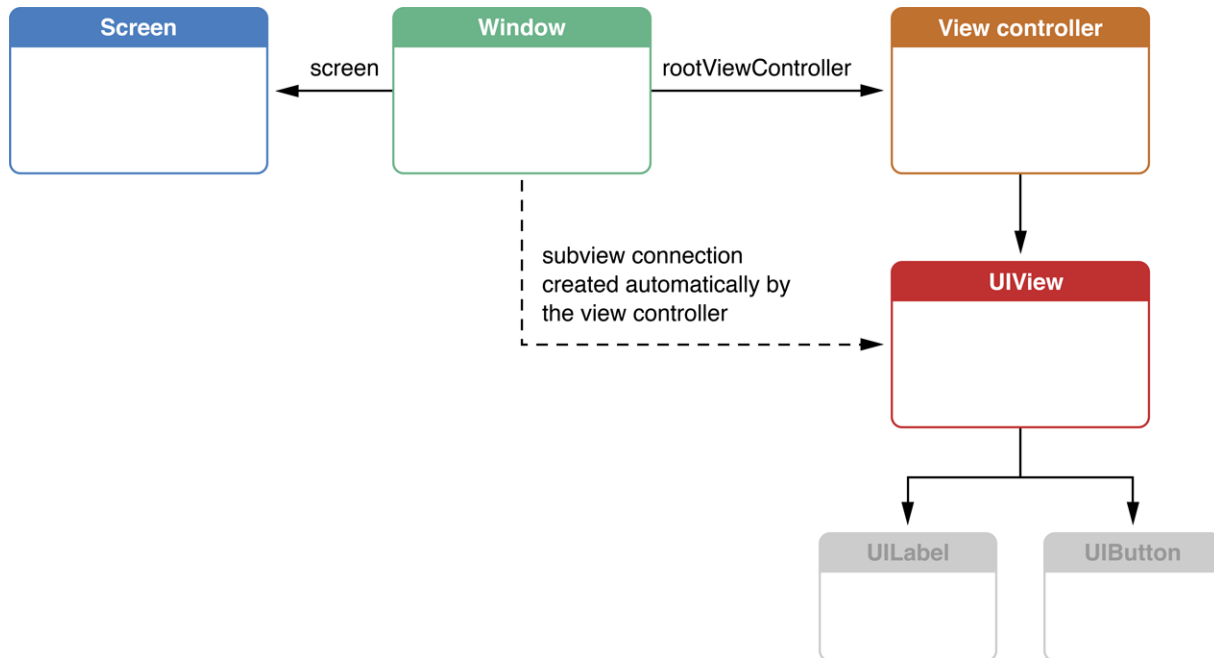 Screen
Window
View controller
screen
rootViewController
subview connection
created automatically by
the view controller
UIView
UILabel
UIButton